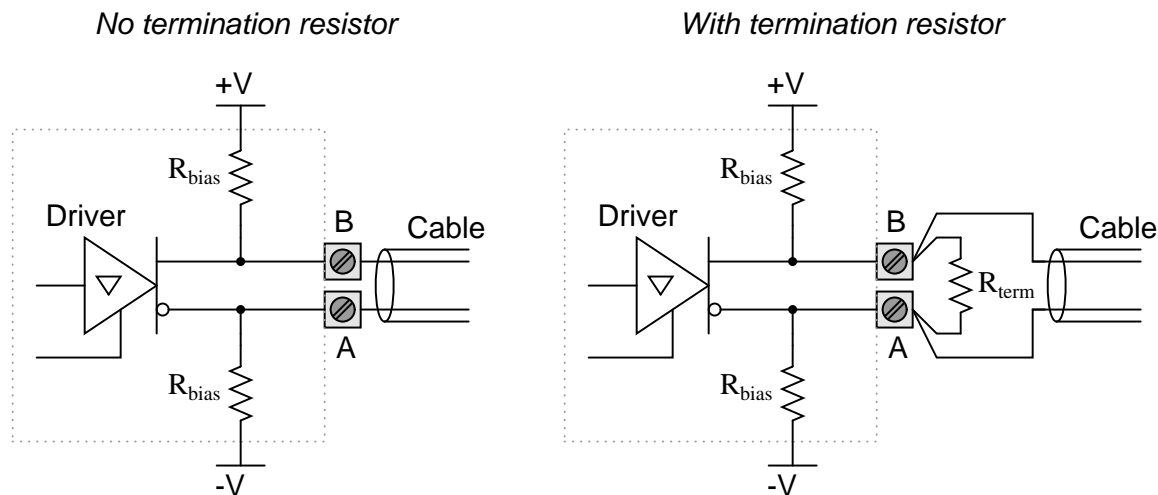 No termination resistor
+V
Rbias
Driver
B
Cable
A
Rbias
-V
With termination resistor
+V
Rbias
Driver
B
Cable
Rterm
A
Rbias
-V